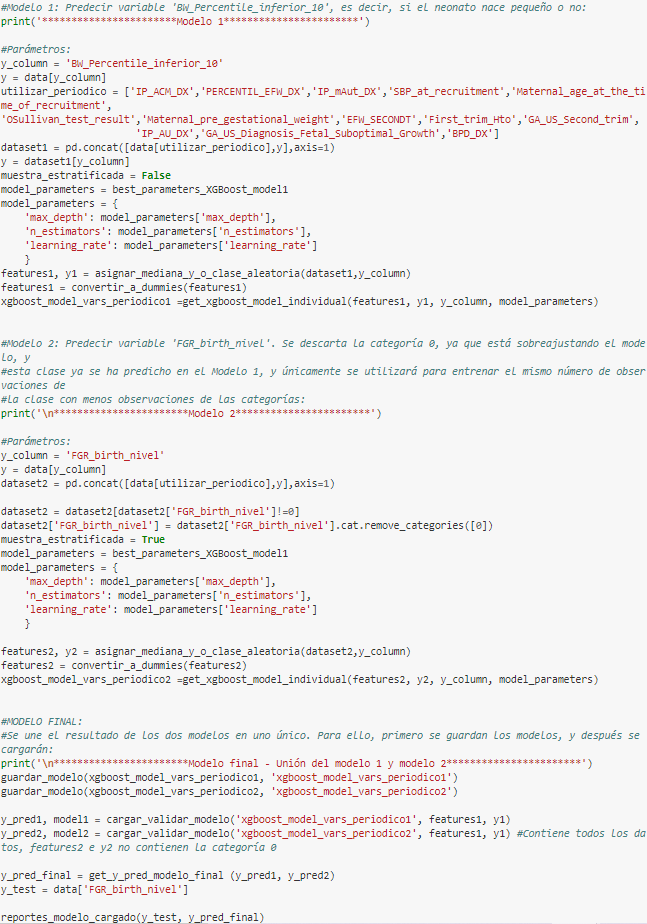 #Modelo 1: Predecir variable 'BW_Percentile_inferior_10', es decir, si el neonato nace pequeño o no:
print('***********************Modelo 1***********************')
#Parámetros:
y_column = 'BW_Percentile_inferior_10'
y = data[y_column]
utilizar_periodico = ['IP_ACM_DX','PERCENTIL_EFW_DX','IP_mAut_DX','SBP_at_recruitment','Maternal_age_at_the_ti
me_of_recruitment',
'OSullivan_test_result','Maternal_pre_gestational_weight','EFW_SECONDT','First_trim_Hto','GA_US_Second_trim',
'IP_AU_DX','GA_US_Diagnosis_Fetal_Suboptimal_Growth','BPD_DX']
dataset1 = pd.concat([data[utilizar_periodico],y],axis=1)
y = dataset1[y_column]
muestra_estratificada = False
model_parameters = best_parameters_XGBoost_model1
model_parameters = {
'max_depth': model_parameters['max_depth'],
'n_estimators': model_parameters['n_estimators'],
'learning_rate': model_parameters['learning_rate']
}
features1, y1 = asignar_mediana_y_o_clase_aleatoria(dataset1,y_column)
features1 = convertir_a_dummies(features1)
xgboost_model_vars_periodico1 =get_xgboost_model_individual(features1, y1, y_column, model_parameters)
#Modelo 2: Predecir variable 'FGR_birth_nivel'. Se descarta la categoría 0, ya que está sobreajustando el mode
lo, y
#esta clase ya se ha predicho en el Modelo 1, y únicamente se utilizará para entrenar el mismo número de obser
vaciones de
#la clase con menos observaciones de las categorías:
print('\n***********************Modelo 2***********************')
#Parámetros:
y_column = 'FGR_birth_nivel'
y = data[y_column]
dataset2 = pd.concat([data[utilizar_periodico],y],axis=1)
dataset2 = dataset2[dataset2['FGR_birth_nivel']!=0]
dataset2['FGR_birth_nivel'] = dataset2['FGR_birth_nivel'].cat.remove_categories([0])
muestra_estratificada = True
model_parameters = best_parameters_XGBoost_model1
model_parameters = {
'max_depth': model_parameters['max_depth'],
'n_estimators': model_parameters['n_estimators'],
'learning_rate': model_parameters['learning_rate']
}
features2, y2 = asignar_mediana_y_o_clase_aleatoria(dataset2,y_column)
features2 = convertir_a_dummies(features2)
xgboost_model_vars_periodico2 =get_xgboost_model_individual(features2, y2, y_column, model_parameters)
#MODELO FINAL:
#Se une el resultado de los dos modelos en uno único. Para ello, primero se guardan los modelos, y después se
cargarán:
print('\n***********************Modelo final - Unión del modelo 1 y modelo 2***********************')
guardar_modelo(xgboost_model_vars_periodico1, 'xgboost_model_vars_periodico1')
guardar_modelo(xgboost_model_vars_periodico2, 'xgboost_model_vars_periodico2')
y_pred1, model1 = cargar_validar_modelo('xgboost_model_vars_periodico1', features1, y1)
y_pred2, model2 = cargar_validar_modelo('xgboost_model_vars_periodico2', features1, y1) #Contiene todos los da
tos, features2 e y2 no contienen la categoría 0
y_pred_final = get_y_pred_modelo_final (y_pred1, y_pred2)
y_test = data['FGR_birth_nivel']
reportes_modelo_cargado(y_test, y_pred_final)